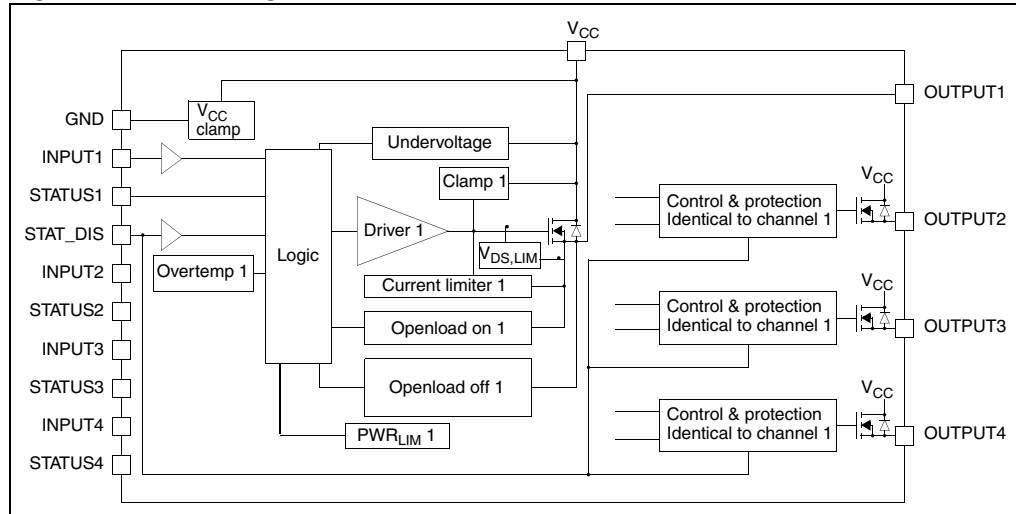 VCC
GND
INPUT1
STATUS1
STAT_DIS
INPUT2
STATUS2
INPUT3
STATUS3
INPUT4
STATUS4
VCC
clamp
Undervoltage
Clamp 1
Logic
Driver 1
VDS,LIM
Overtemp 1
Current limiter 1
Openload on 1
Openload off 1
PWRLIM 1
OUTPUT1
Control & protection
Identical to channel 1
VCC
OUTPUT2
Control & protection
Identical to channel 1
VCC
OUTPUT3
Control & protection
Identical to channel 1
VCC
OUTPUT4